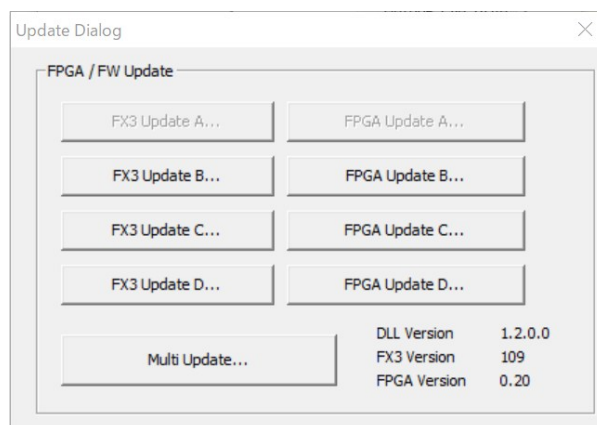 Update Dialog
FPGA / FW Update
FX3 Update A... FPGA Update A...
FX3 Update B... FPGA Update B...
FX3 Update C... FPGA Update C...
FX3 Update D... FPGA Update D...
Multi Update...
DLL Version 1.2.0.0
FX3 Version 109
FPGA Version 0.20